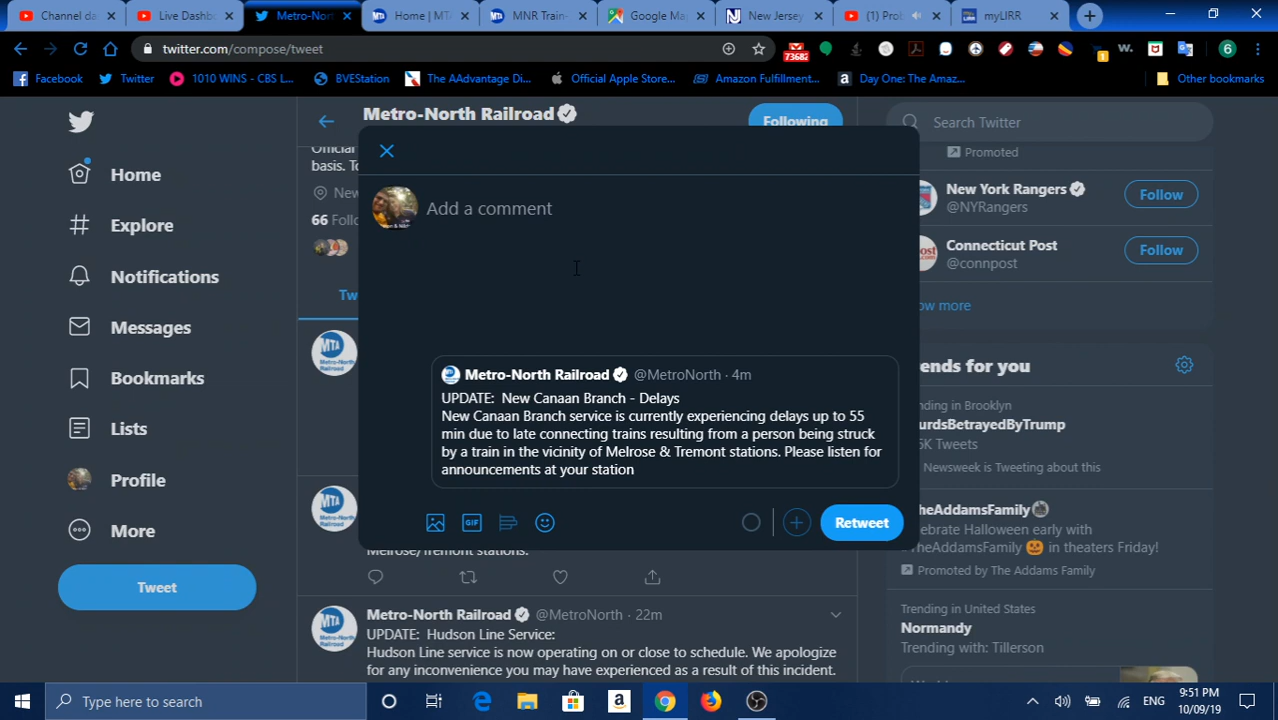 Channel da
Live Dashb
Metro-Nort
Home | MT
MNR Train-
Google Ma
New Jersey
(1) Prob
myLIRR
twitter.com/compose/tweet
7368
6
Facebook
Twitter
1010 WINS - CBS L...
BVEStation
The AAdvantage Di...
Official Apple Store...
Amazon Fulfillment...
Day One: The Amaz...
Other bookmarks
Metro-North Railroad
Following
Search Twitter
Official
basis. To
New
66 Follo
Tw
Home
Explore
Notifications
Messages
Bookmarks
Lists
Profile
More
Tweet
Add a comment
Metro-North Railroad @MetroNorth · 4m
UPDATE: New Canaan Branch - Delays
New Canaan Branch service is currently experiencing delays up to 55
min due to late connecting trains resulting from a person being struck
by a train in the vicinity of Melrose & Tremont stations. Please listen for
announcements at your station
GIF
Retweet
Melrose/Tremont stations.
Metro-North Railroad @MetroNorth · 22m
UPDATE: Hudson Line Service:
Hudson Line service is now operating on or close to schedule. We apologize
for any inconvenience you may have experienced as a result of this incident.
Promoted
New York Rangers
@NYRangers
Follow
Connecticut Post
@connpost
Follow
ow more
ends for you
nding in Brooklyn
urdsBetrayedByTrump
5K Tweets
Newsweek is Tweeting about this
heAddamsFamily
ebrate Halloween early with
TheAddamsFamily in theaters Friday!
Promoted by The Addams Family
Trending in United States
Normandy
Trending with: Tillerson
Type here to search
ENG
9:51 PM
10/09/19